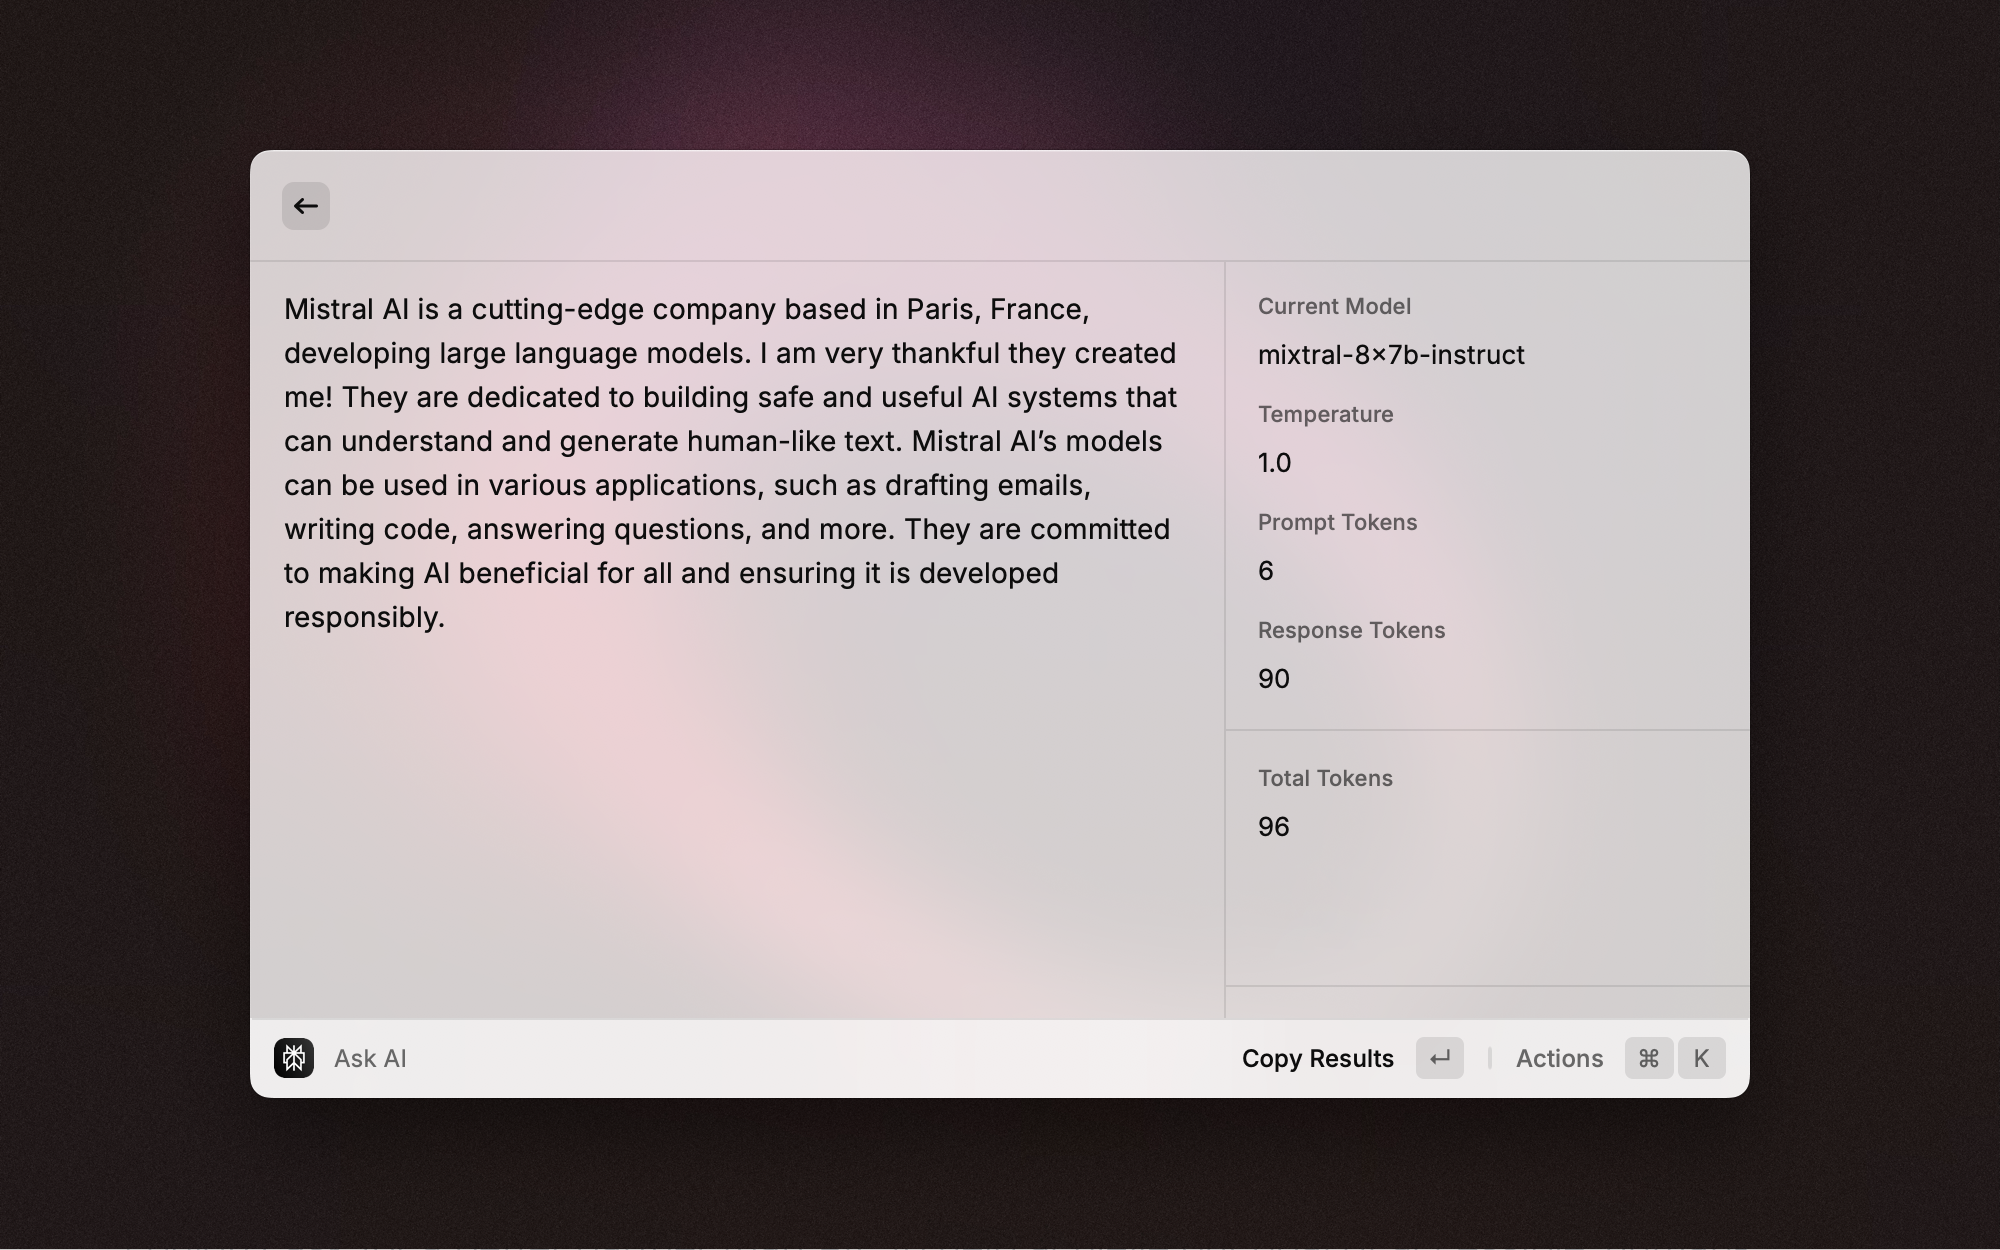 Mistral AI is a cutting-edge company based in Paris, France,
developing large language models. I am very thankful they created
me! They are dedicated to building safe and useful AI systems that
can understand and generate human-like text. Mistral AI’s models
can be used in various applications, such as drafting emails,
writing code, answering questions, and more. They are committed
to making AI beneficial for all and ensuring it is developed
responsibly.
Current Model
mixtral-8×7b-instruct
Temperature
1.0
Prompt Tokens
6
Response Tokens
90
Total Tokens
96
Ask AI
Copy Results ↵ Actions ⌘ K